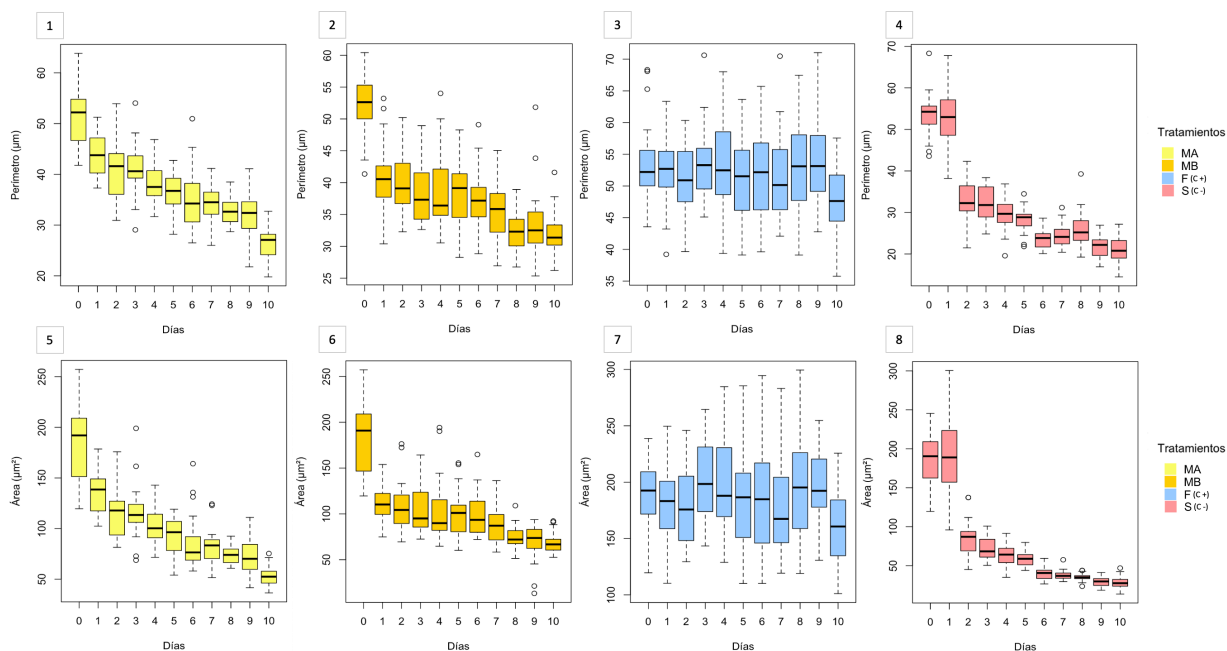 1
Perímetro (µm)
60
50
40
30
20
0 1 2 3 4 5 6 7 8 9 10
Días
2
Perímetro (µm)
60
55
50
45
40
35
30
25
0 1 2 3 4 5 6 7 8 9 10
Días
3
Perímetro (µm)
70
65
60
55
50
45
40
35
0 1 2 3 4 5 6 7 8 9 10
Días
4
Perímetro (µm)
70
60
50
40
30
20
0 1 2 3 4 5 6 7 8 9 10
Días
Tratamientos
MA
MB
F (C+)
S (C-)
5
Área (µm²)
250
200
150
100
50
0 1 2 3 4 5 6 7 8 9 10
Días
6
Área (µm²)
250
200
150
100
50
0 1 2 3 4 5 6 7 8 9 10
Días
7
Área (µm²)
300
250
200
150
100
0 1 2 3 4 5 6 7 8 9 10
Días
8
Área (µm²)
300
250
200
150
100
50
0 1 2 3 4 5 6 7 8 9 10
Días
Tratamientos
MA
MB
F (C+)
S (C-)